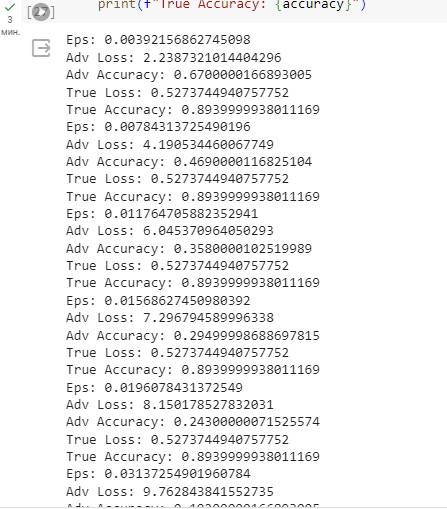 print(f"True Accuracy: {accuracy}")
[27]
3
мин.
Eps: 0.00392156862745098
Adv Loss: 2.2387321014404296
Adv Accuracy: 0.6700000166893005
True Loss: 0.5273744940757752
True Accuracy: 0.8939999938011169
Eps: 0.00784313725490196
Adv Loss: 4.190534460067749
Adv Accuracy: 0.4690000116825104
True Loss: 0.5273744940757752
True Accuracy: 0.8939999938011169
Eps: 0.011764705882352941
Adv Loss: 6.045370964050293
Adv Accuracy: 0.3580000102519989
True Loss: 0.5273744940757752
True Accuracy: 0.8939999938011169
Eps: 0.01568627450980392
Adv Loss: 7.296794589996338
Adv Accuracy: 0.29499998688697815
True Loss: 0.5273744940757752
True Accuracy: 0.8939999938011169
Eps: 0.0196078431372549
Adv Loss: 8.150178527832031
Adv Accuracy: 0.24300000071525574
True Loss: 0.5273744940757752
True Accuracy: 0.8939999938011169
Eps: 0.03137254901960784
Adv Loss: 9.762843841552735
Adv Accuracy: